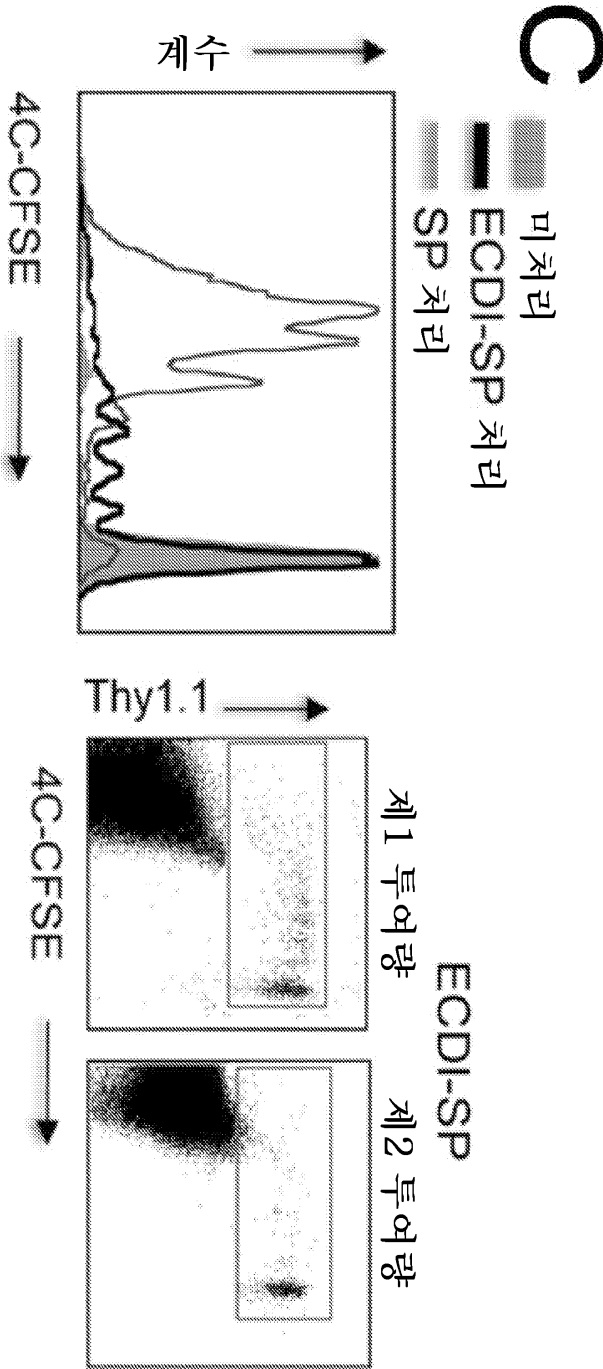 C
미처리
ECDI-SP 처리
SP 처리
계수
4C-CFSE
ECDI-SP
제1 투여량
제2 투여량
Thy1.1
4C-CFSE